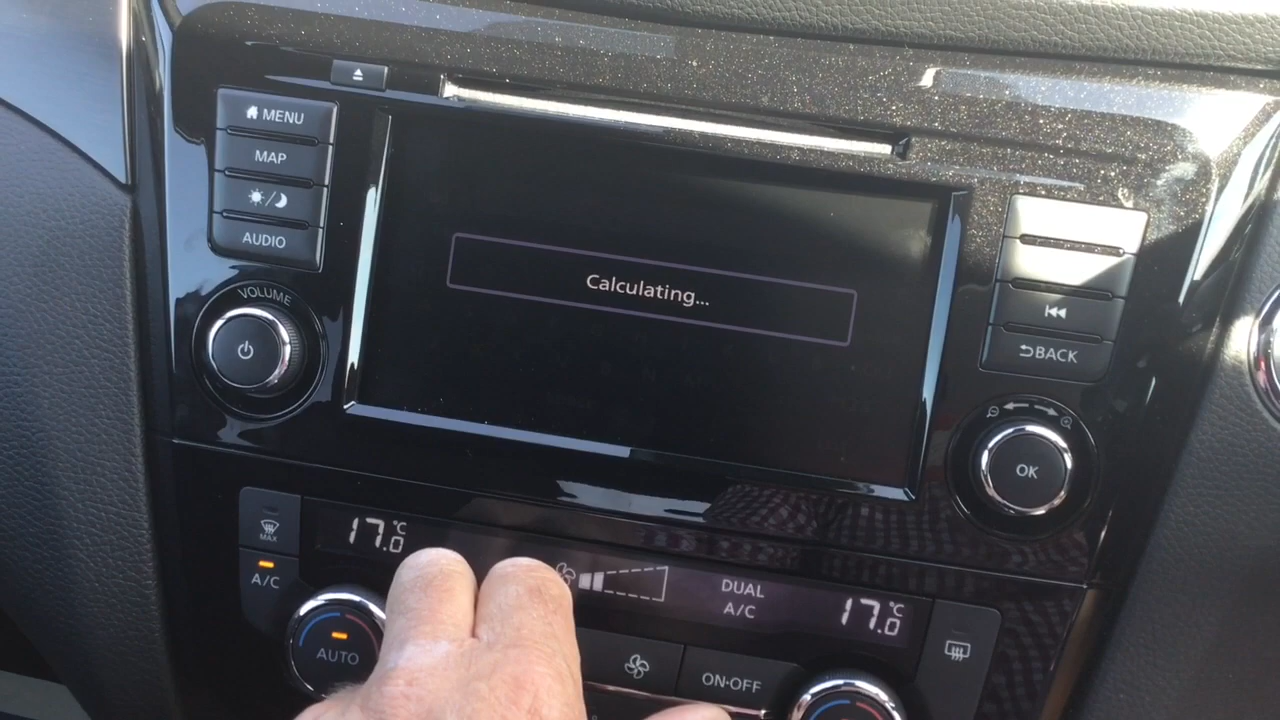 MENU
MAP
AUDIO
VOLUME
Calculating...
BACK
OK
MAX
A/C
17.0°C
DUAL
A/C
17.0°C
AUTO
ON·OFF